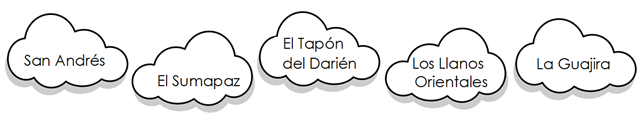 San Andrés
El Sumapaz
El Tapón
del Darién
Los Llanos
Orientales
La Guajira